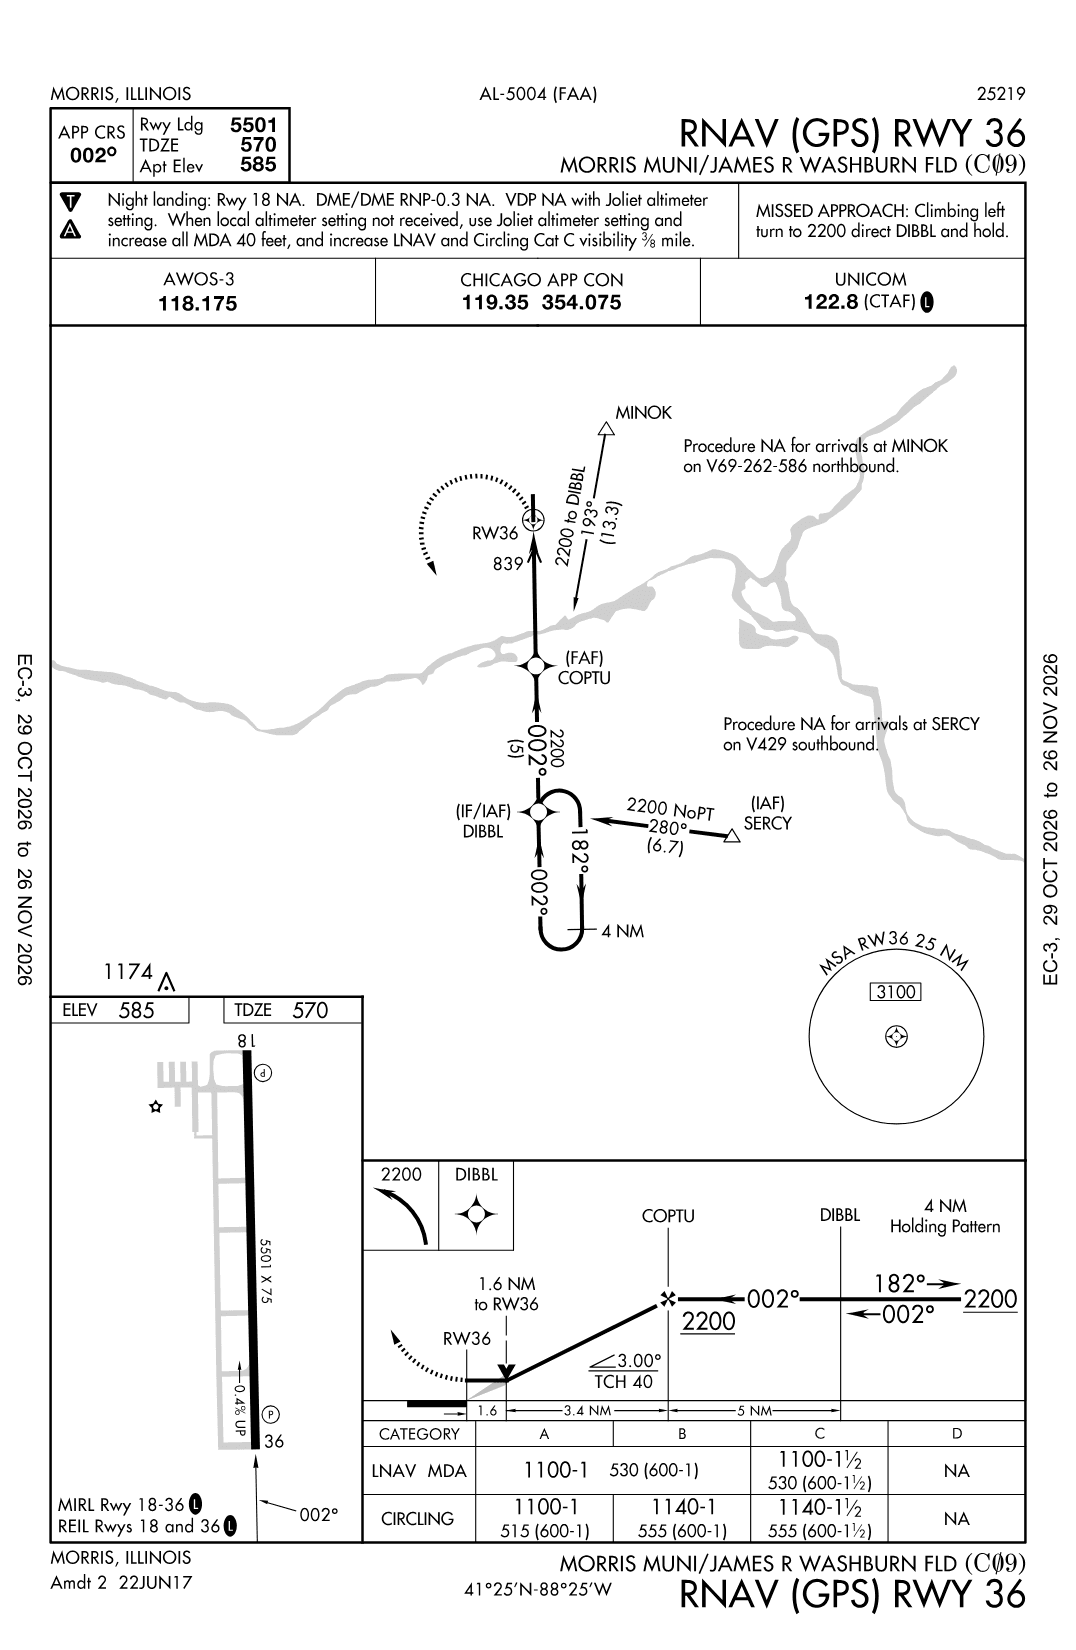 MORRIS, ILLINOIS
AL-5004 (FAA)
25219
APP CRS
002°
Rwy Ldg 5501
TDZE 570
Apt Elev 585
RNAV (GPS) RWY 36
MORRIS MUNI/JAMES R WASHBURN FLD (C09)
T
A
Night landing: Rwy 18 NA. DME/DME RNP-0.3 NA. VDP NA with Joliet altimeter
setting. When local altimeter setting not received, use Joliet altimeter setting and
increase all MDA 40 feet, and increase LNAV and Circling Cat C visibility ⅜ mile.
MISSED APPROACH: Climbing left
turn to 2200 direct DIBBL and hold.
AWOS-3
118.175
CHICAGO APP CON
119.35 354.075
UNICOM
122.8 (CTAF) L
MINOK
Procedure NA for arrivals at MINOK
on V69-262-586 northbound.
2200 to DIBBL
193°
(13.3)
RW36
839
(FAF)
COPTU
2200
002°
(5)
Procedure NA for arrivals at SERCY
on V429 southbound.
(IF/IAF)
DIBBL
2200 NoPT
280°
(6.7)
(IAF)
SERCY
182°
002°
4 NM
1174
MSA RW36 25 NM
3100
EC-3, 29 OCT 2026 to 26 NOV 2026
EC-3, 29 OCT 2026 to 26 NOV 2026
ELEV 585
TDZE 570
18
P
5501 X 75
0.4% UP
P
36
002°
MIRL Rwy 18-36 L
REIL Rwys 18 and 36 L
2200
DIBBL
COPTU
DIBBL
4 NM
Holding Pattern
1.6 NM
to RW36
RW36
182°
002°
002°
2200
2200
3.00°
TCH 40
1.6
3.4 NM
5 NM
CATEGORY A B C D
LNAV MDA 1100-1 530 (600-1) 1100-1½ 530 (600-1½) NA
CIRCLING 1100-1 515 (600-1) 1140-1 555 (600-1) 1140-1½ 555 (600-1½) NA
MORRIS, ILLINOIS
Amdt 2 22JUN17
41°25'N-88°25'W
MORRIS MUNI/JAMES R WASHBURN FLD (C09)
RNAV (GPS) RWY 36